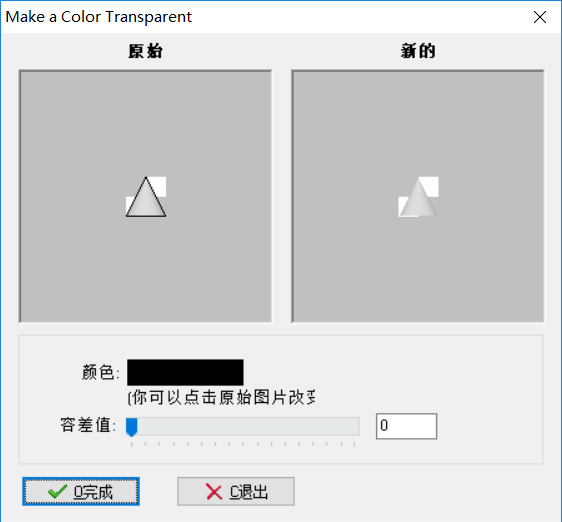 Make a Color Transparent
原始 新的
颜色:
(你可以点击原始图片改变
容差值: 0
O完成 C退出